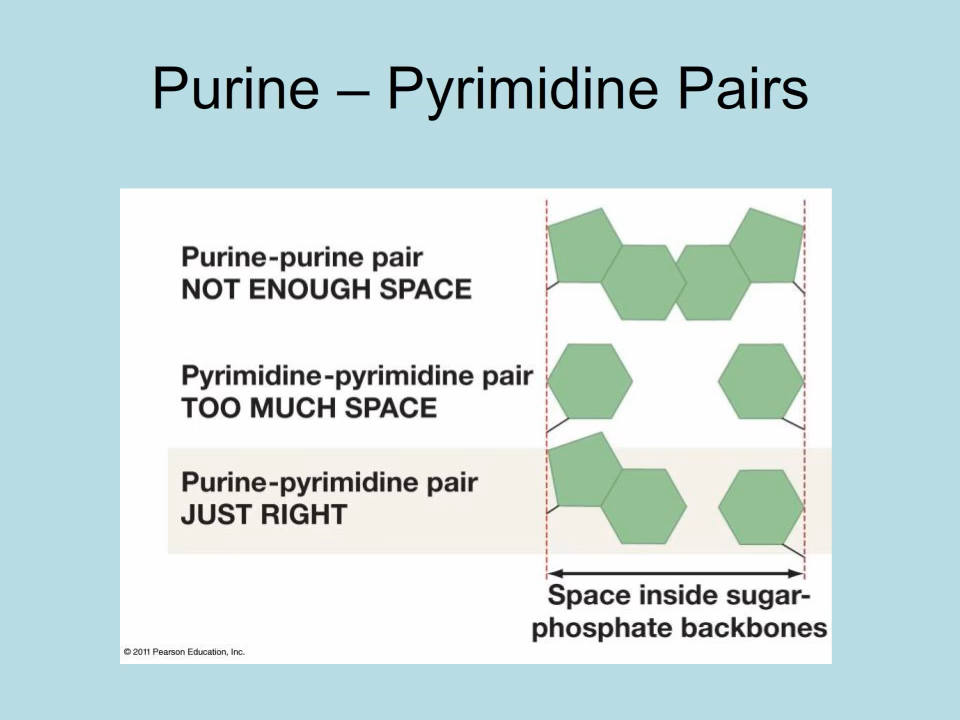 Purine – Pyrimidine Pairs
Purine-purine pair
NOT ENOUGH SPACE
Pyrimidine-pyrimidine pair
TOO MUCH SPACE
Purine-pyrimidine pair
JUST RIGHT
Space inside sugar-
phosphate backbones
© 2011 Pearson Education, Inc.